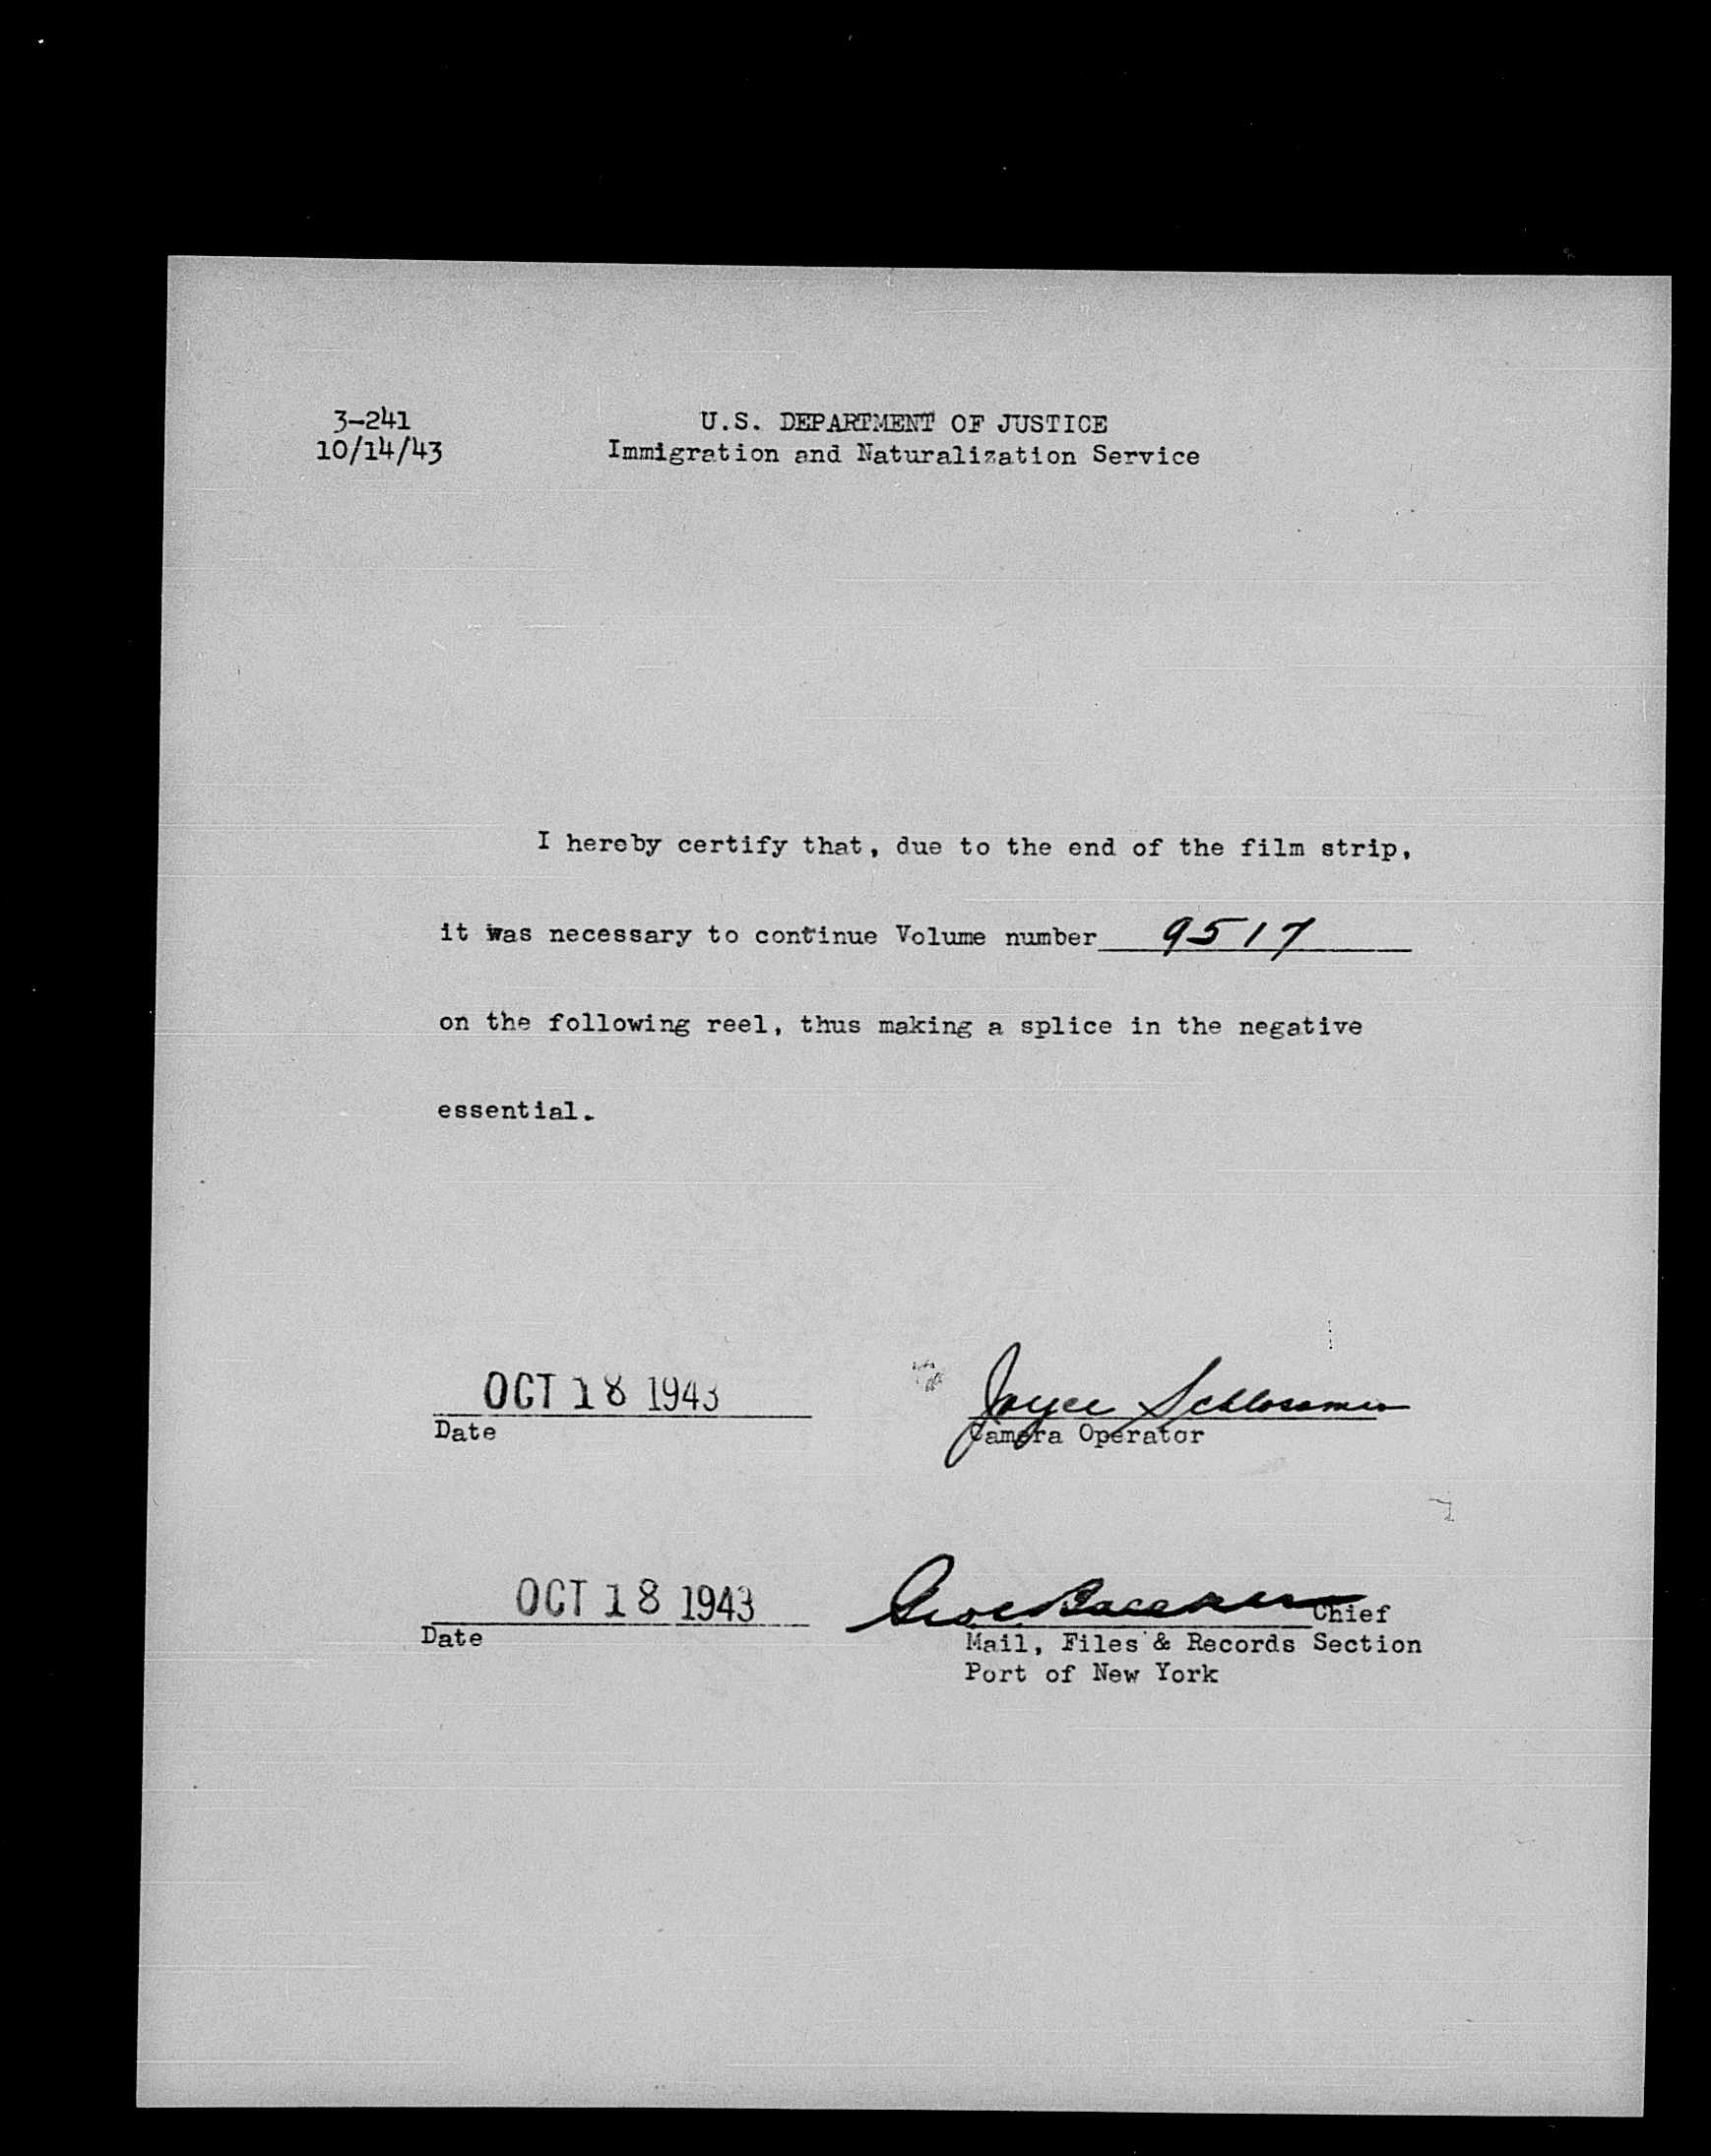 3-241
10/14/43
U.S. DEPARTMENT OF JUSTICE
Immigration and Naturalization Service
I hereby certify that, due to the end of the film strip,
it was necessary to continue Volume number 9517
on the following reel, thus making a splice in the negative
essential.
OCT 18 1943
Date
Joyce
Camera Operator
OCT 18 1943
Date
Chief
Mail, Files & Records Section
Port of New York